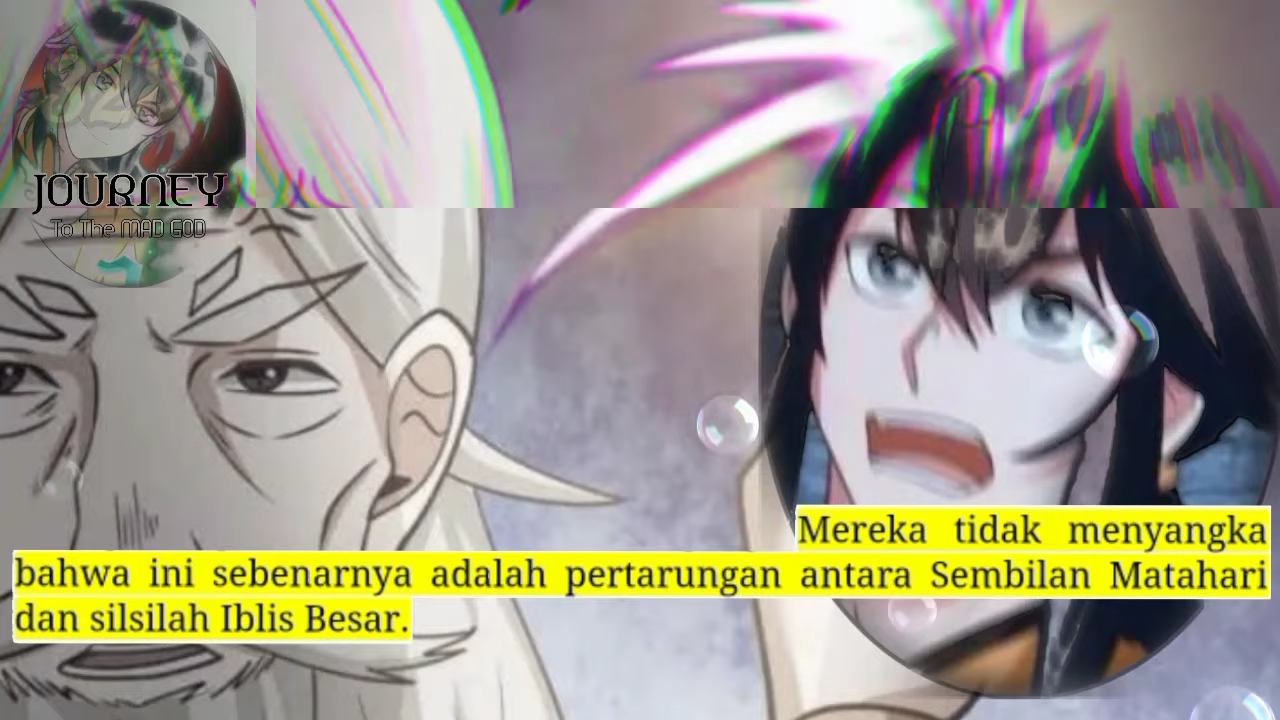 JOURNEY
To The MAD GOD
Mereka tidak menyangka
bahwa ini sebenarnya adalah pertarungan antara Sembilan Matahari
dan silsilah Iblis Besar.